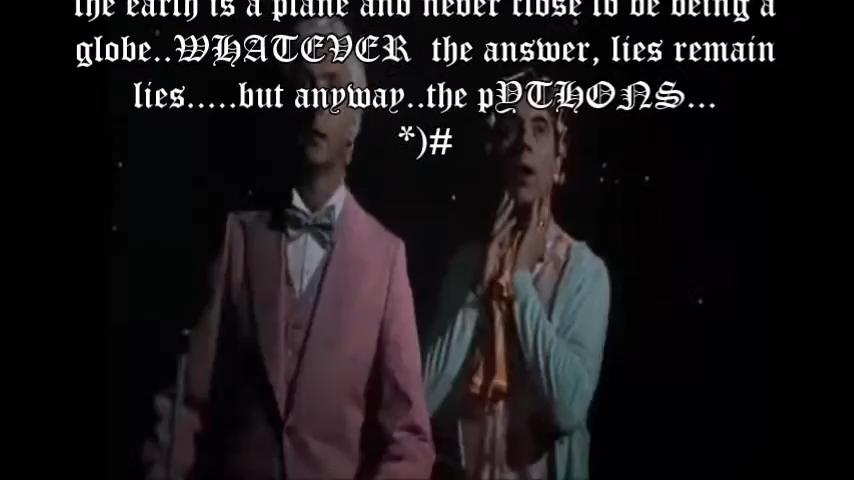 the earth is a plane and never close to be being a
globe..WHATEVER the answer, lies remain
lies.....but anyway..the pYTHONS...
*)#